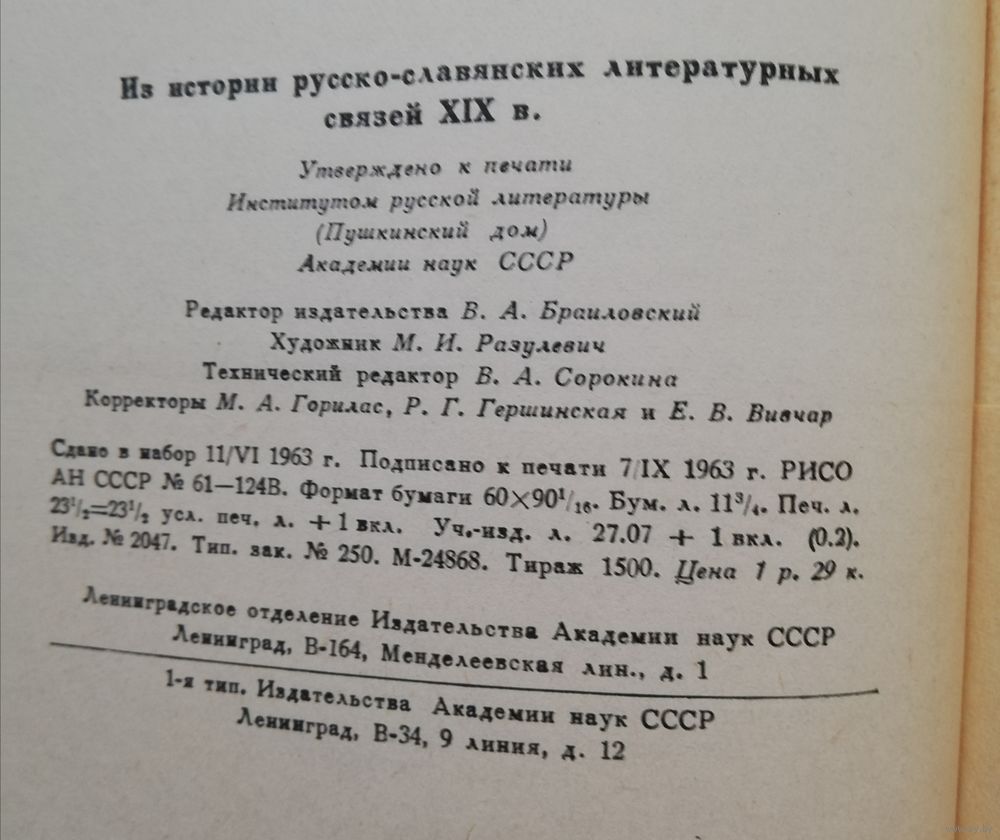 Из истории русско-славянских литературных
связей XIX в.
Утверждено к печати
Институтом русской литературы
(Пушкинский дом)
Академии наук СССР
Редактор издательства В. А. Браиловский
Художник М. И. Разулевич
Технический редактор В. А. Сорокина
Корректоры М. А. Горилас, Р. Г. Гершинская и Е. В. Вивчар
Сдано в набор 11/VI 1963 г. Подписано к печати 7/IX 1963 г. РИСО
АН СССР № 61—124В. Формат бумаги 60×90¹/₁₆. Бум. л. 11³/₄. Печ. л.
23¹/₂=23¹/₂ усл. печ. л. + 1 вкл. Уч.-изд. л. 27.07 + 1 вкл. (0.2).
Изд. № 2047. Тип. зак. № 250. М-24868. Тираж 1500. Цена 1 р. 29 к.
Ленинградское отделение Издательства Академии наук СССР
Ленинград, В-164, Менделеевская лин., д. 1
1-я тип. Издательства Академии наук СССР
Ленинград, В-34, 9 линия, д. 12